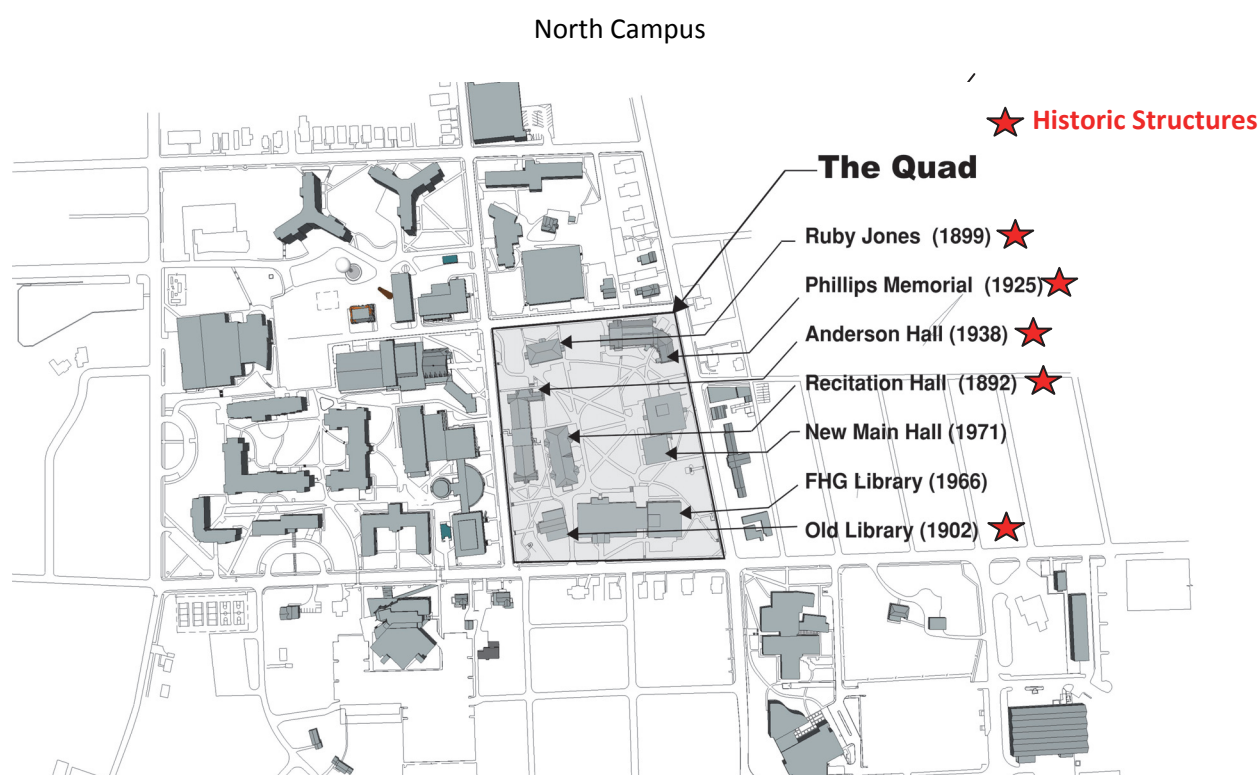 North Campus
Historic Structures
The Quad
Ruby Jones (1899)
Phillips Memorial (1925)
Anderson Hall (1938)
Recitation Hall (1892)
New Main Hall (1971)
FHG Library (1966)
Old Library (1902)